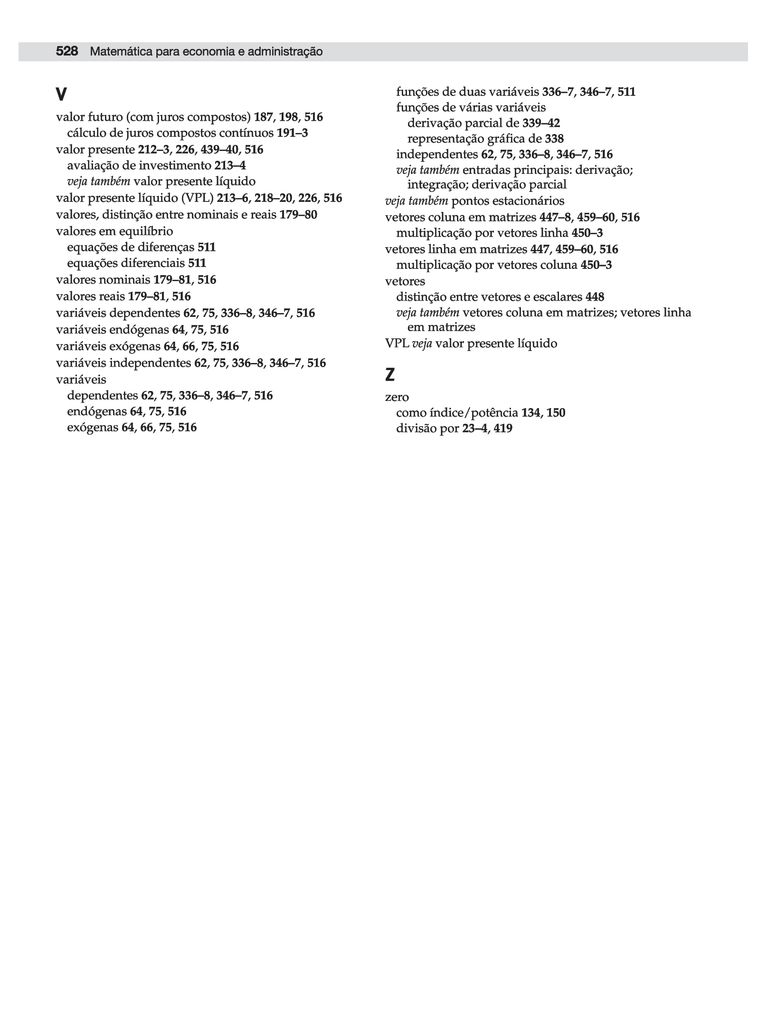 528 Matemática para economia e administração
V
valor futuro (com juros compostos) 187, 198, 516
cálculo de juros compostos contínuos 191–3
valor presente 212–3, 226, 439–40, 516
avaliação de investimento 213–4
veja também valor presente líquido
valor presente líquido (VPL) 213–6, 218–20, 226, 516
valores, distinção entre nominais e reais 179–80
valores em equilíbrio
equações de diferenças 511
equações diferenciais 511
valores nominais 179–81, 516
valores reais 179–81, 516
variáveis dependentes 62, 75, 336–8, 346–7, 516
variáveis endógenas 64, 75, 516
variáveis exógenas 64, 66, 75, 516
variáveis independentes 62, 75, 336–8, 346–7, 516
variáveis
dependentes 62, 75, 336–8, 346–7, 516
endógenas 64, 75, 516
exógenas 64, 66, 75, 516
funções de duas variáveis 336–7, 346–7, 511
funções de várias variáveis
derivação parcial de 339–42
representação gráfica de 338
independentes 62, 75, 336–8, 346–7, 516
veja também entradas principais: derivação;
integração; derivação parcial
veja também pontos estacionários
vetores coluna em matrizes 447–8, 459–60, 516
multiplicação por vetores linha 450–3
vetores linha em matrizes 447, 459–60, 516
multiplicação por vetores coluna 450–3
vetores
distinção entre vetores e escalares 448
veja também vetores coluna em matrizes; vetores linha
em matrizes
VPL veja valor presente líquido
Z
zero
como índice/potência 134, 150
divisão por 23–4, 419